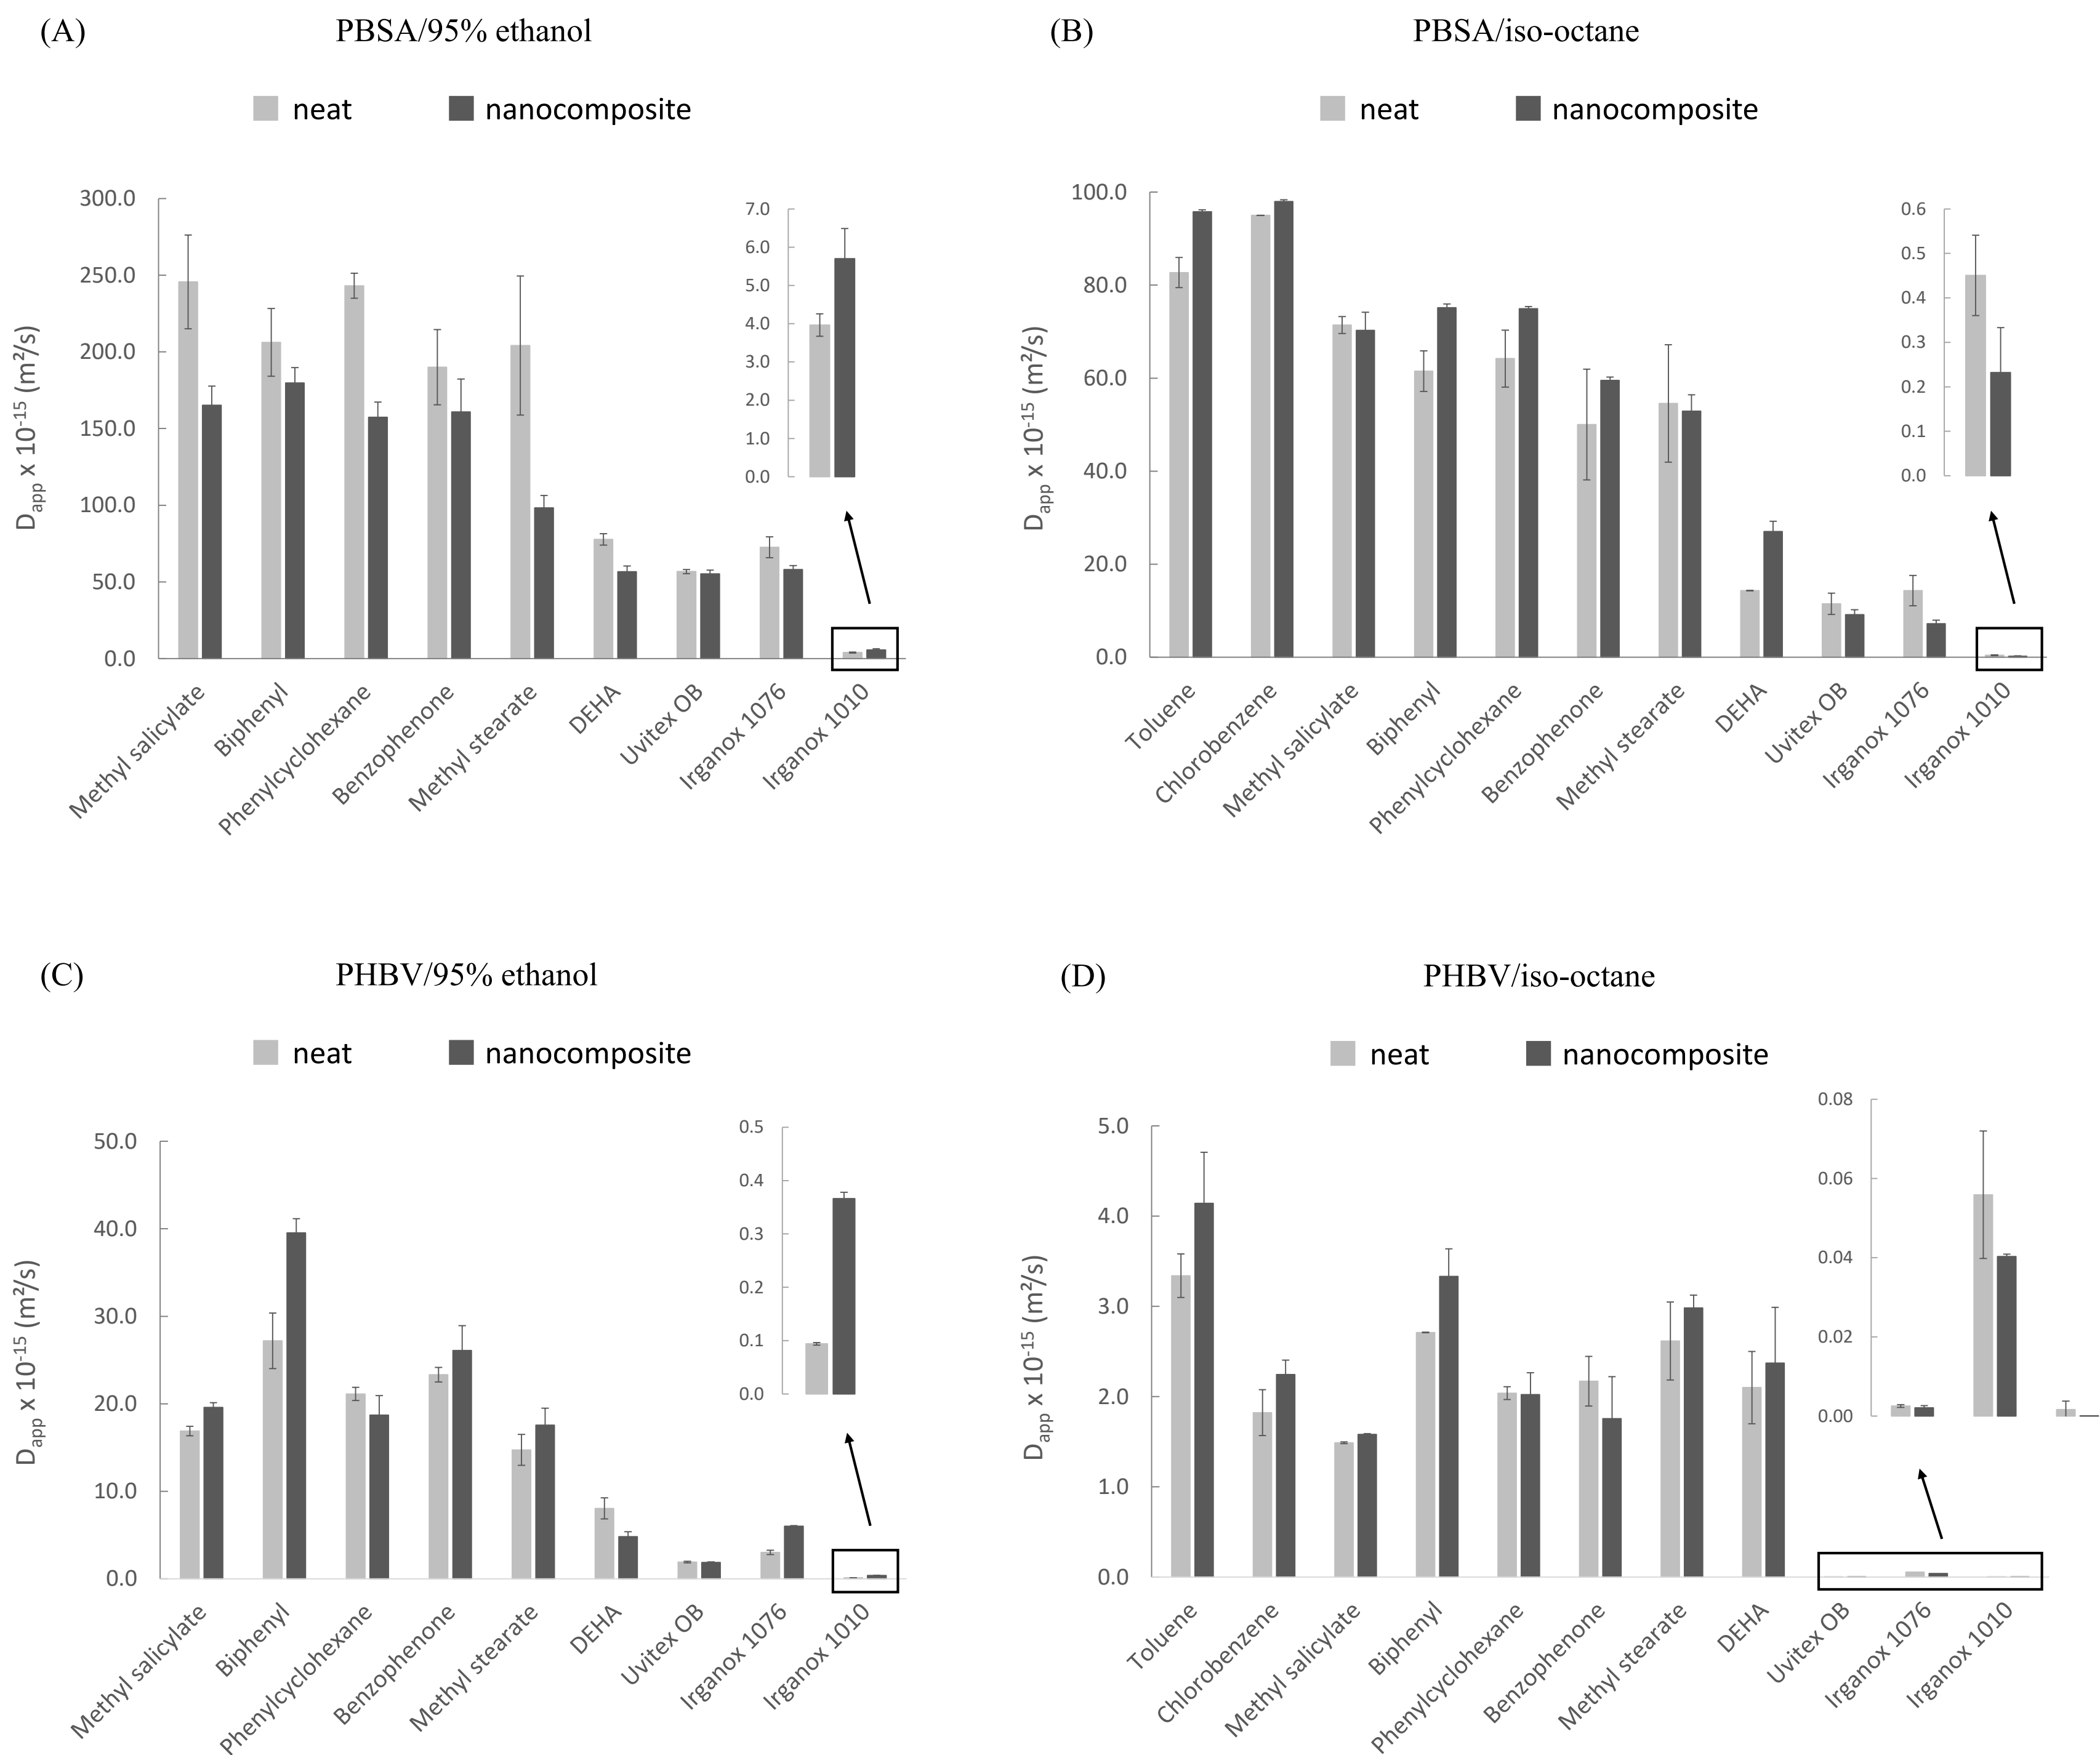 (A) PBSA/95% ethanol
neat nanocomposite
D_app x 10^-15 (m²/s)
300.0
250.0
200.0
150.0
100.0
50.0
0.0
7.0
6.0
5.0
4.0
3.0
2.0
1.0
0.0
Methyl salicylate
Biphenyl
Phenylcyclohexane
Benzophenone
Methyl stearate
DEHA
Uvitex OB
Irganox 1076
Irganox 1010
(B) PBSA/iso-octane
neat nanocomposite
D_app x 10^-15 (m²/s)
100.0
80.0
60.0
40.0
20.0
0.0
0.6
0.5
0.4
0.3
0.2
0.1
0.0
Toluene
Chlorobenzene
Methyl salicylate
Biphenyl
Phenylcyclohexane
Benzophenone
Methyl stearate
DEHA
Uvitex OB
Irganox 1076
Irganox 1010
(C) PHBV/95% ethanol
neat nanocomposite
D_app x 10^-15 (m²/s)
50.0
40.0
30.0
20.0
10.0
0.0
0.5
0.4
0.3
0.2
0.1
0.0
Methyl salicylate
Biphenyl
Phenylcyclohexane
Benzophenone
Methyl stearate
DEHA
Uvitex OB
Irganox 1076
Irganox 1010
(D) PHBV/iso-octane
neat nanocomposite
D_app x 10^-15 (m²/s)
5.0
4.0
3.0
2.0
1.0
0.0
0.08
0.06
0.04
0.02
0.00
Toluene
Chlorobenzene
Methyl salicylate
Biphenyl
Phenylcyclohexane
Benzophenone
Methyl stearate
DEHA
Uvitex OB
Irganox 1076
Irganox 1010